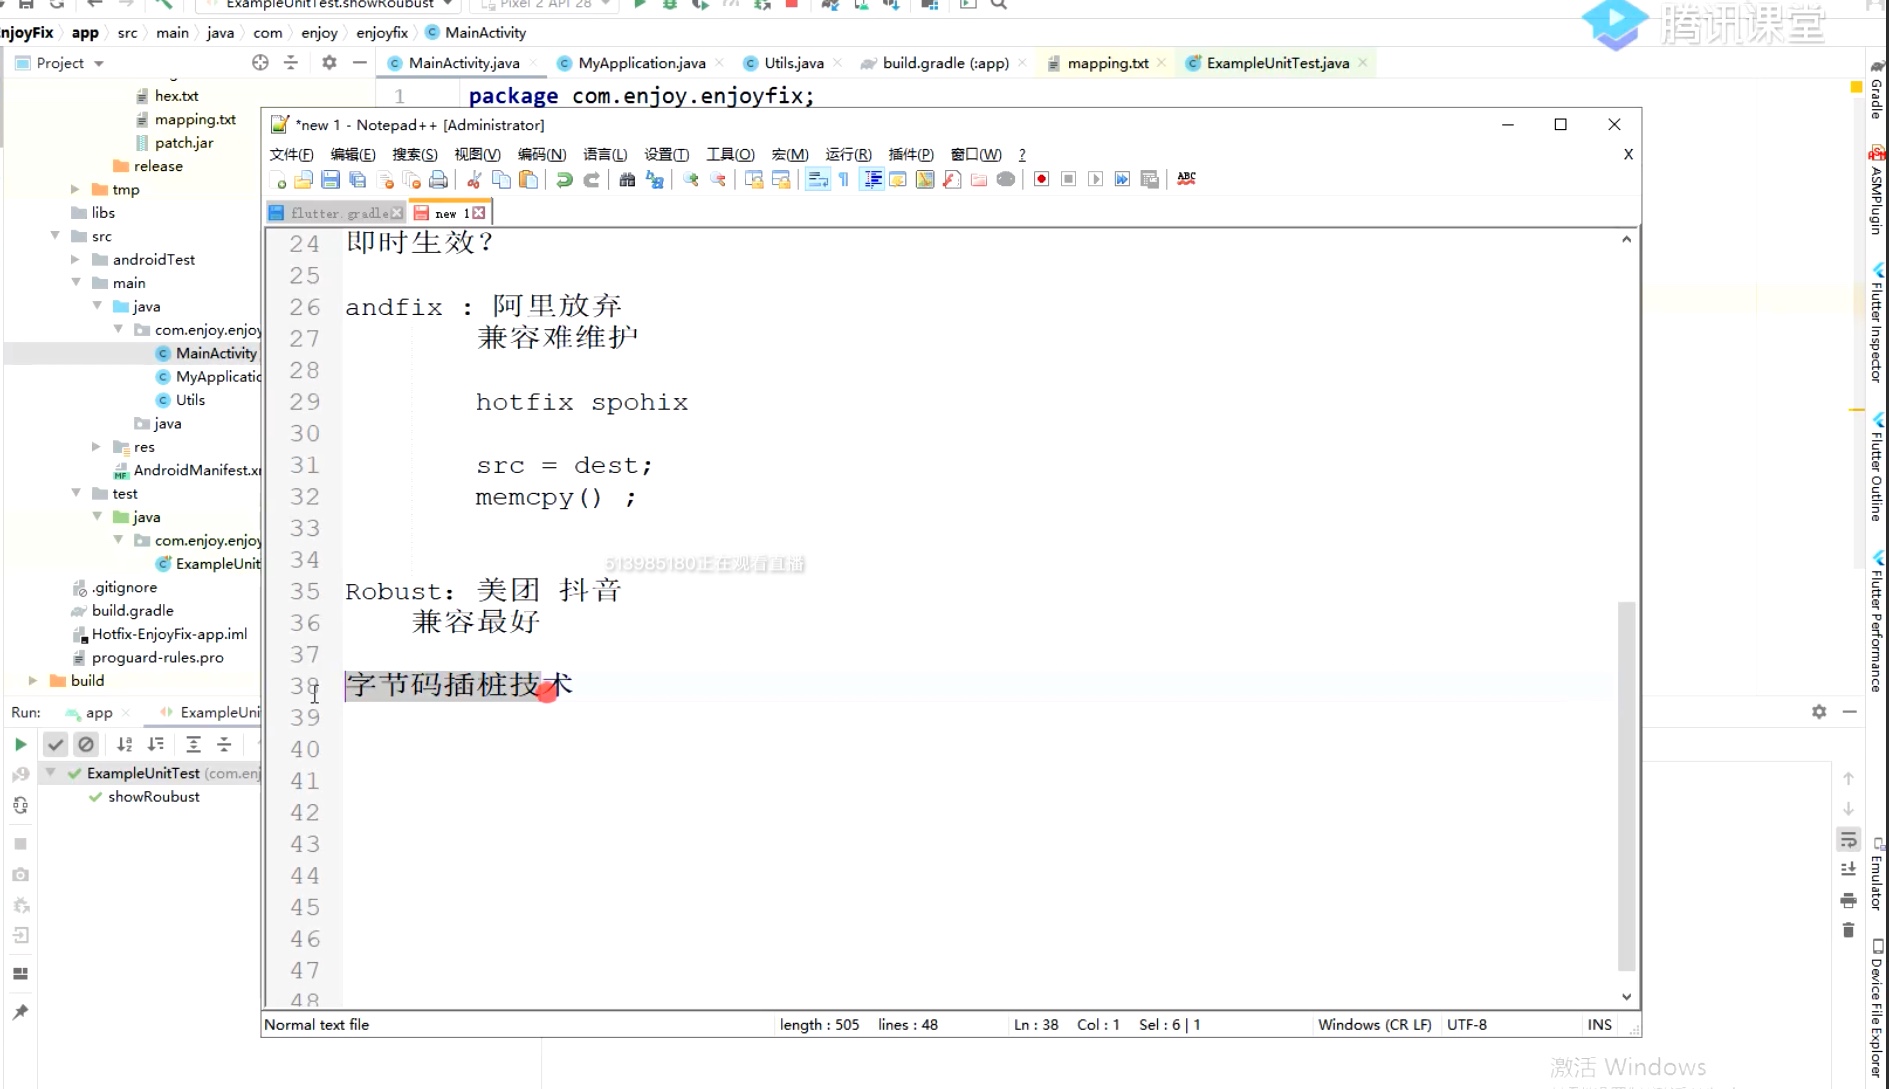 ExampleUnitTest.showRoubust
Pixel 2 API 28
腾讯课堂
EnjoyFix app src main java com enjoy enjoyfix MainActivity
Project
MainActivity.java MyApplication.java Utils.java build.gradle (:app) mapping.txt ExampleUnitTest.java
1 package com.enjoy.enjoyfix;
hex.txt
mapping.txt
patch.jar
release
tmp
libs
src
androidTest
main
java
com.enjoy.enjoy
MainActivity
MyApplicatio
Utils
java
res
AndroidManifest.x
test
java
com.enjoy.enjoy
ExampleUnit
.gitignore
build.gradle
Hotfix-EnjoyFix-app.iml
proguard-rules.pro
build
*new 1 - Notepad++ [Administrator]
文件(F) 编辑(E) 搜索(S) 视图(V) 编码(N) 语言(L) 设置(T) 工具(O) 宏(M) 运行(R) 插件(P) 窗口(W) ? X
ABC
flutter.gradle new 1
24 即时生效?
25
26 andfix : 阿里放弃
27 兼容难维护
28
29 hotfix spohix
30
31 src = dest;
32 memcpy() ;
33
34
513985180正在观看直播
35 Robust: 美团 抖音
36 兼容最好
37
38 字节码插桩技术
39
40
41
42
43
44
45
46
47
48
Normal text file length : 505 lines : 48 Ln : 38 Col : 1 Sel : 6 | 1 Windows (CR LF) UTF-8 INS
Run: app ExampleUni
ExampleUnitTest (com.enj
showRoubust
Gradle
ASMPlugin
Flutter Inspector
Flutter Outline
Flutter Performance
Emulator
Device File Explorer
激活 Windows